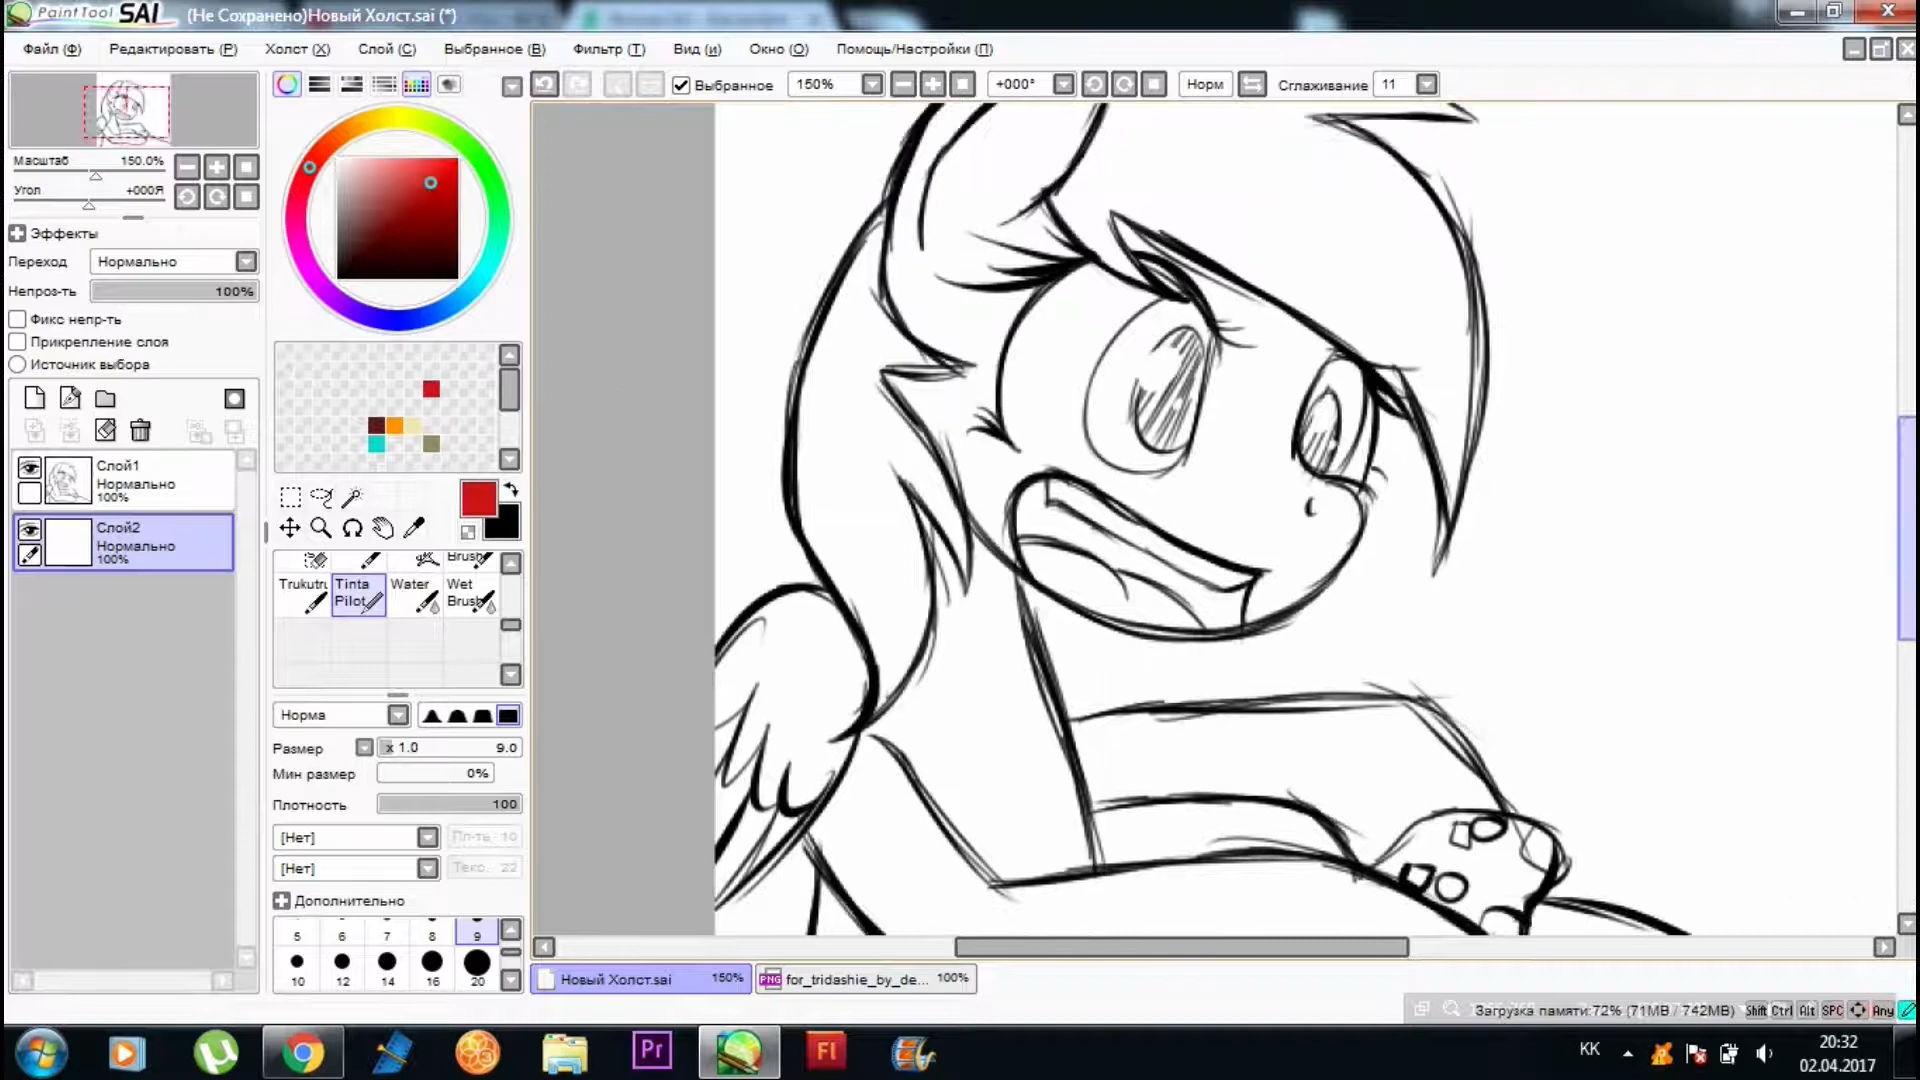 PaintTool SAI (Не Сохранено)Новый Холст.sai (*)
Файл (Ф) Редактировать (Р) Холст (Х) Слой (С) Выбранное (В) Фильтр (Т) Вид (и) Окно (О) Помощь/Настройки (П)
Выбранное 150% +000° Норм Сглаживание 11
Масштаб 150.0%
Угол +000Я
Эффекты
Переход Нормально
Непроз-ть 100%
Фикс непр-ть
Прикрепление слоя
Источник выбора
Слой1
Нормально
100%
Слой2
Нормально
100%
Brush
Trukutru Tinta Pilot Water Wet Brush
Норма
Размер x 1.0 9.0
Мин размер 0%
Плотность 100
[Нет] Пл-ть 10
[Нет] Текс. 22
Дополнительно
5 6 7 8 9
10 12 14 16 20
Новый Холст.sai 150% PNG for_tridashie_by_de... 100%
Загрузка памяти:72% (71MB / 742MB) Shift Ctrl Alt SPC Any
Pr Fl KK 20:32
02.04.2017